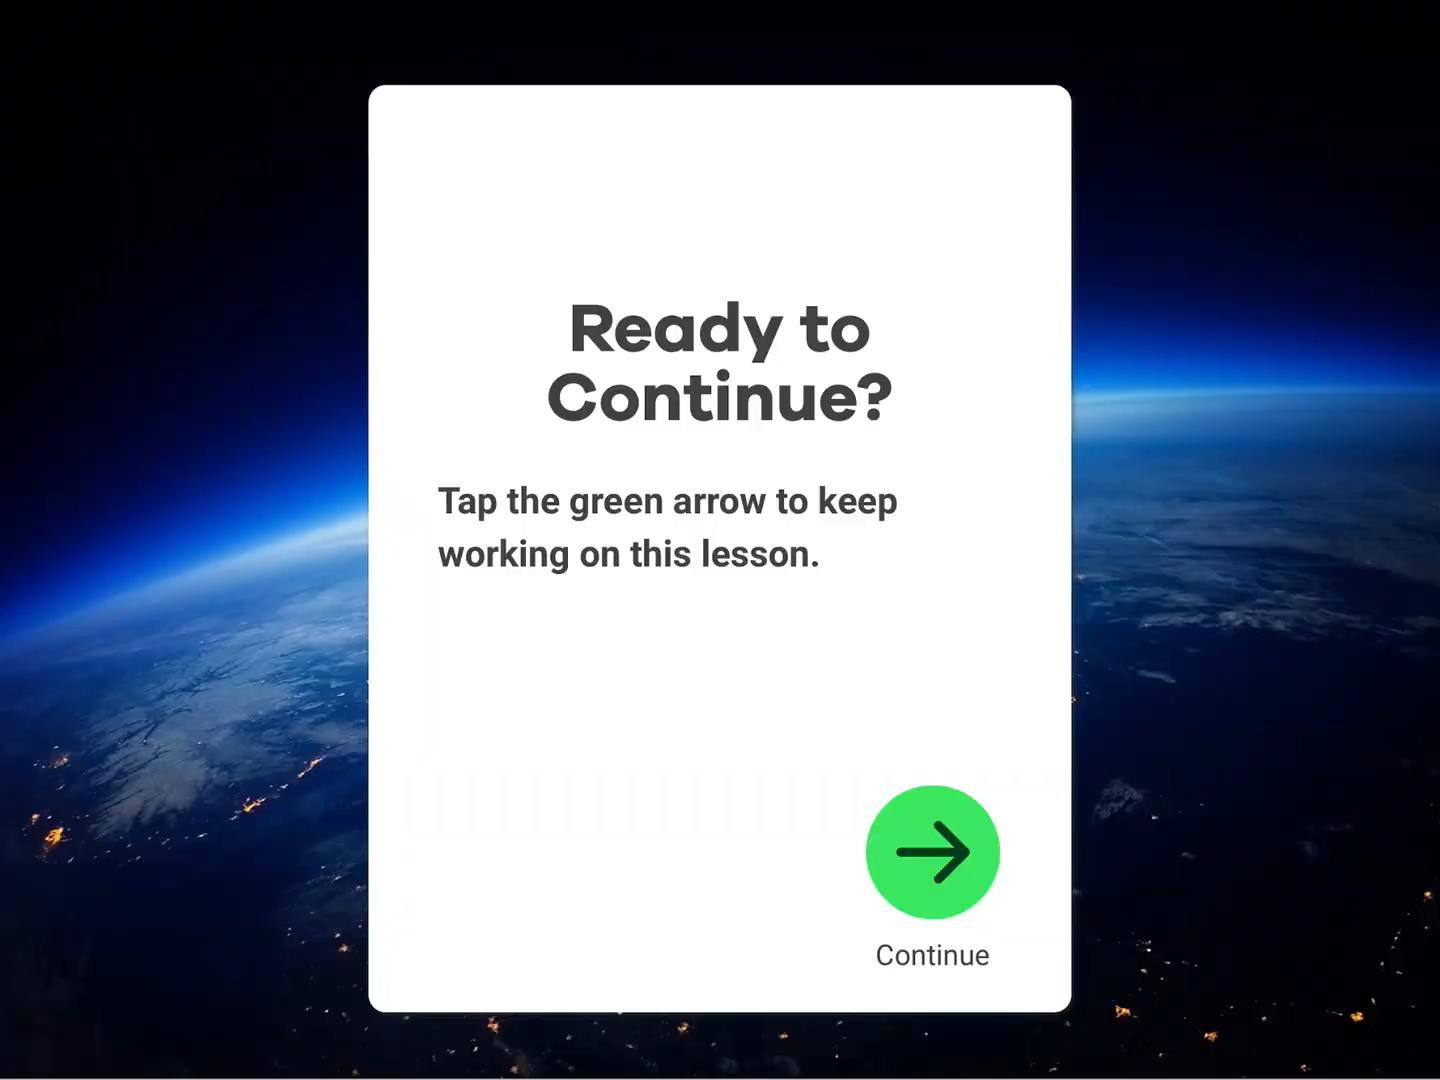 Ready to
Continue?
Tap the green arrow to keep
working on this lesson.
Continue